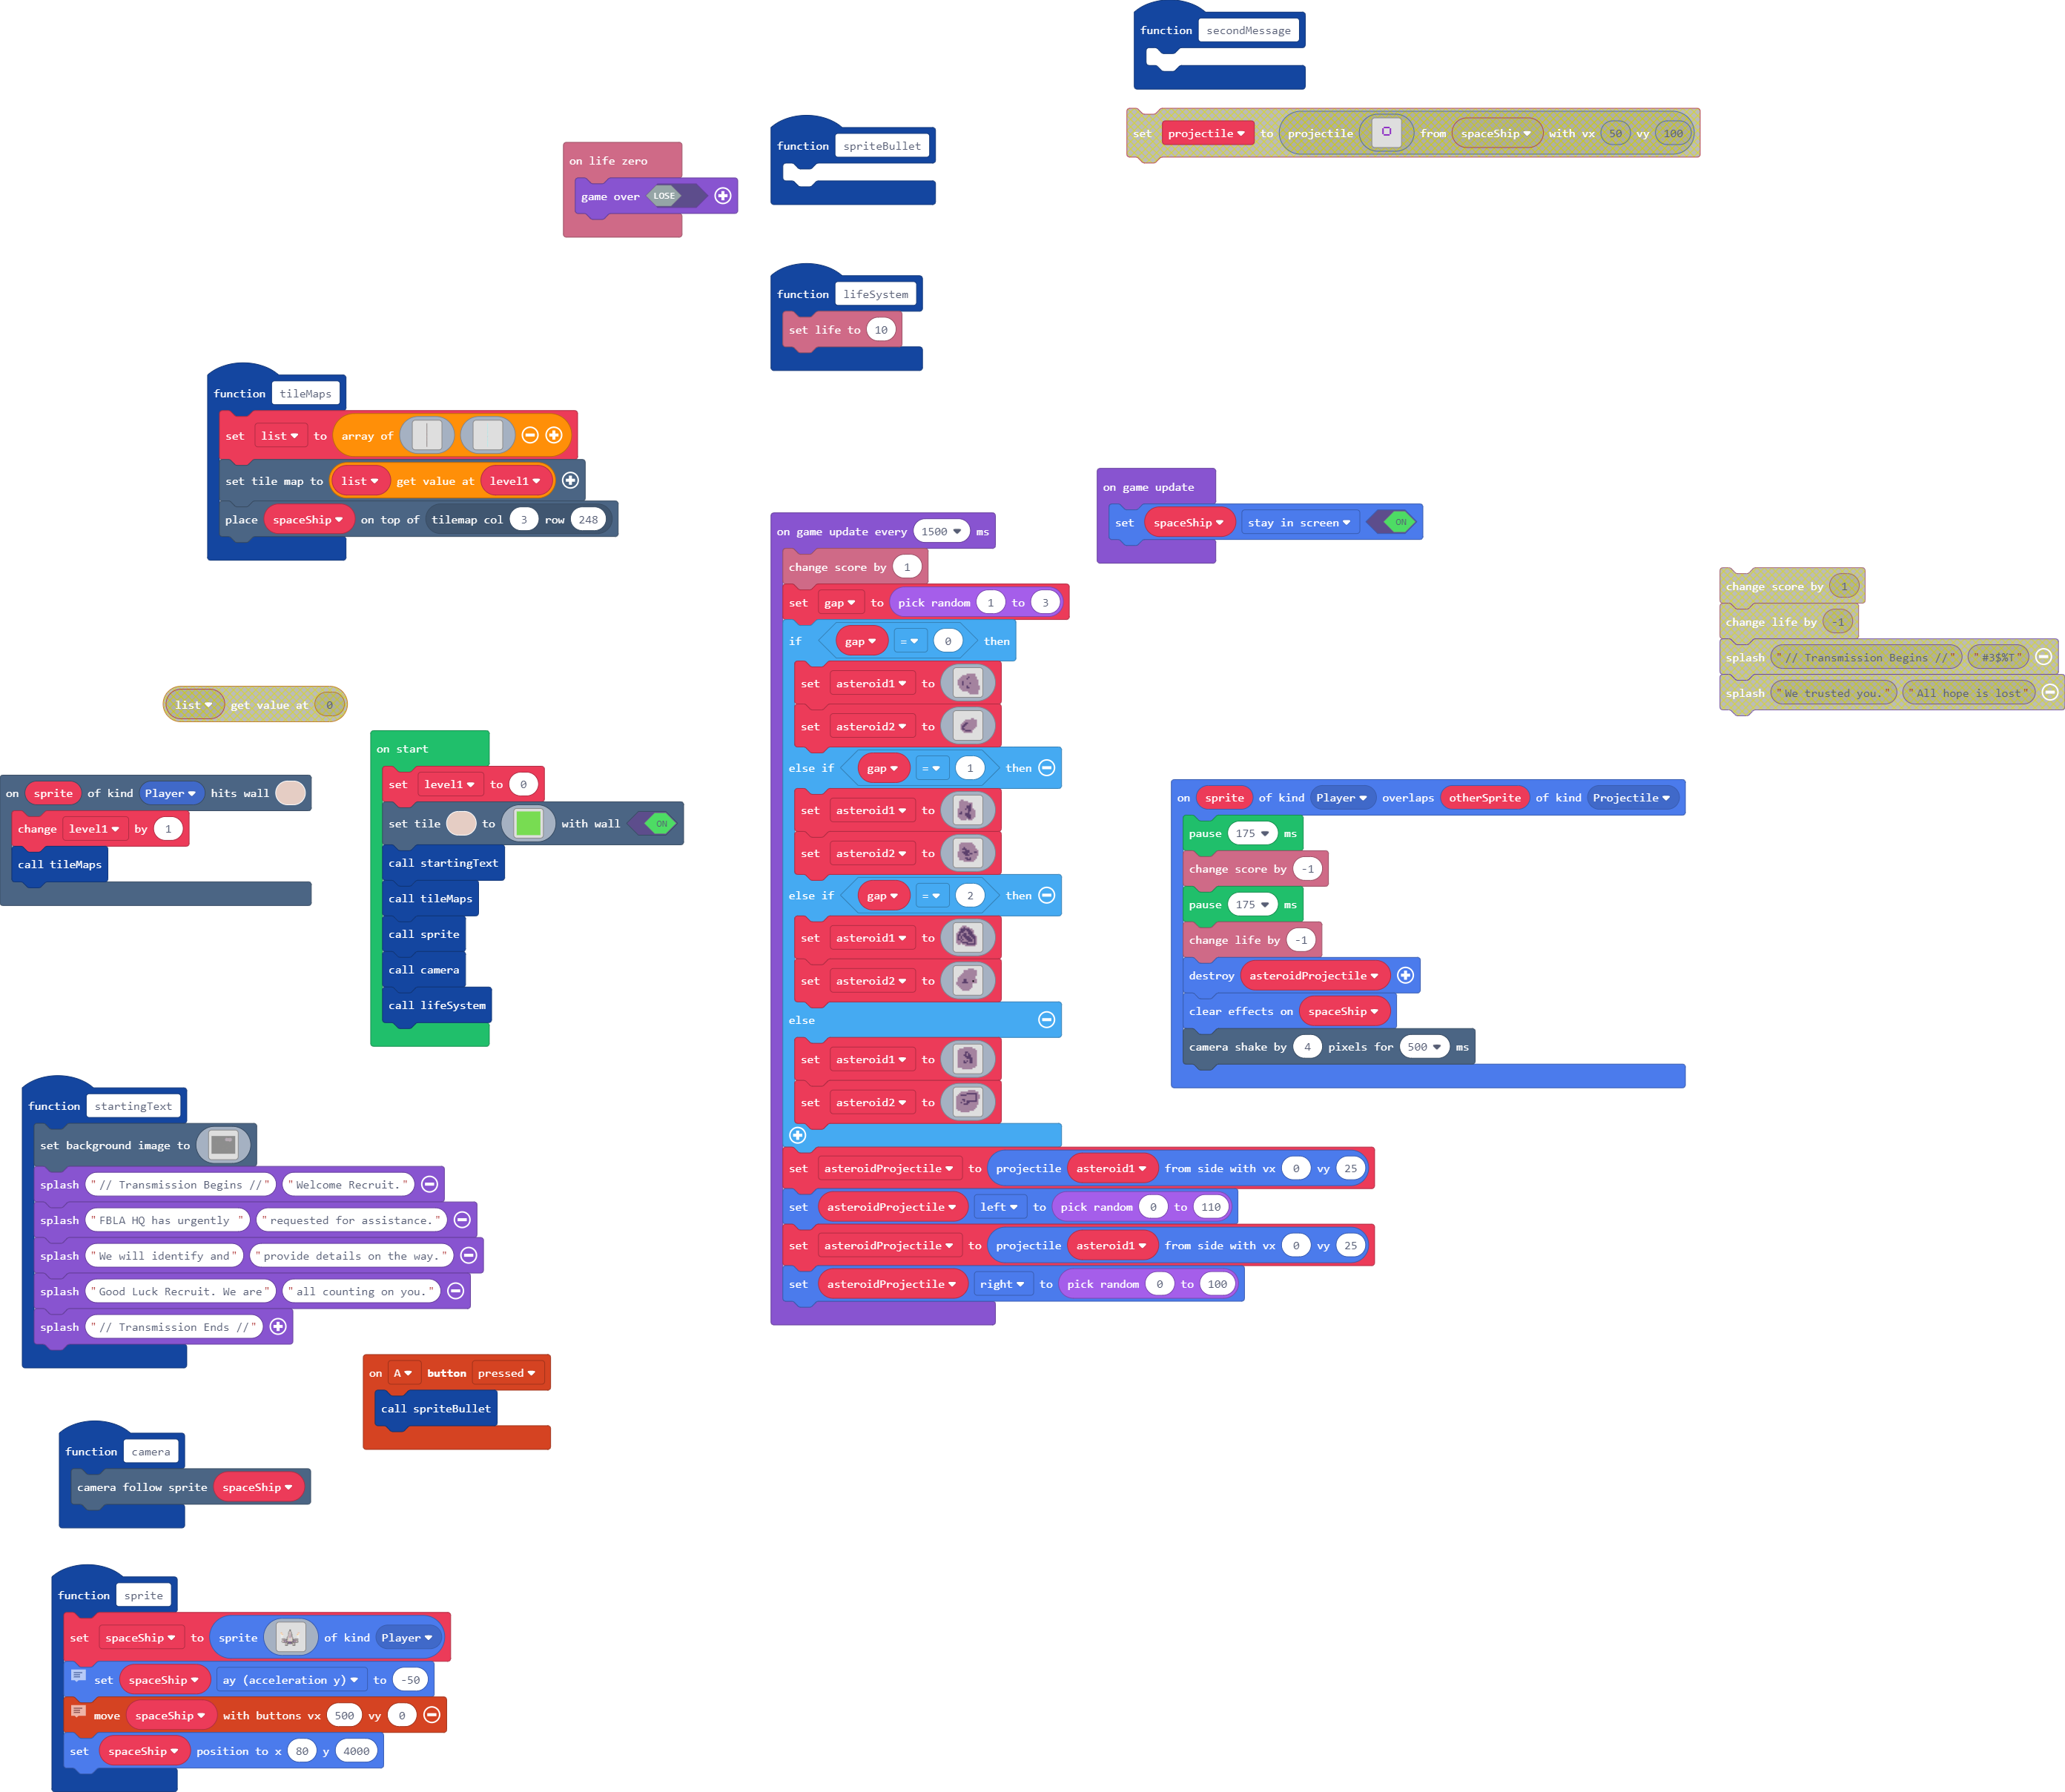 function secondMessage
set projectile to projectile from spaceShip with vx 50 vy 100
function spriteBullet
on life zero
game over LOSE
function lifeSystem
set life to 10
function tileMaps
set list to array of
set tile map to list get value at level1
place spaceShip on top of tilemap col 3 row 248
on game update
set spaceShip stay in screen ON
on game update every 1500 ms
change score by 1
set gap to pick random 1 to 3
if gap = 0 then
set asteroid1 to
set asteroid2 to
else if gap = 1 then
set asteroid1 to
set asteroid2 to
else if gap = 2 then
set asteroid1 to
set asteroid2 to
else
set asteroid1 to
set asteroid2 to
set asteroidProjectile to projectile asteroid1 from side with vx 0 vy 25
set asteroidProjectile left to pick random 0 to 110
set asteroidProjectile to projectile asteroid1 from side with vx 0 vy 25
set asteroidProjectile right to pick random 0 to 100
change score by 1
change life by -1
splash "// Transmission Begins //" "#3$%T"
splash "We trusted you." "All hope is lost"
list get value at 0
on start
set level1 to 0
set tile to with wall ON
call startingText
call tileMaps
call sprite
call camera
call lifeSystem
on sprite of kind Player hits wall
change level1 by 1
call tileMaps
on sprite of kind Player overlaps otherSprite of kind Projectile
pause 175 ms
change score by -1
pause 175 ms
change life by -1
destroy asteroidProjectile
clear effects on spaceShip
camera shake by 4 pixels for 500 ms
function startingText
set background image to
splash "// Transmission Begins //" "Welcome Recruit."
splash "FBLA HQ has urgently " "requested for assistance."
splash "We will identify and" "provide details on the way."
splash "Good Luck Recruit. We are" "all counting on you."
splash "// Transmission Ends //"
on A button pressed
call spriteBullet
function camera
camera follow sprite spaceShip
function sprite
set spaceShip to sprite of kind Player
set spaceShip ay (acceleration y) to -50
move spaceShip with buttons vx 500 vy 0
set spaceShip position to x 80 y 4000